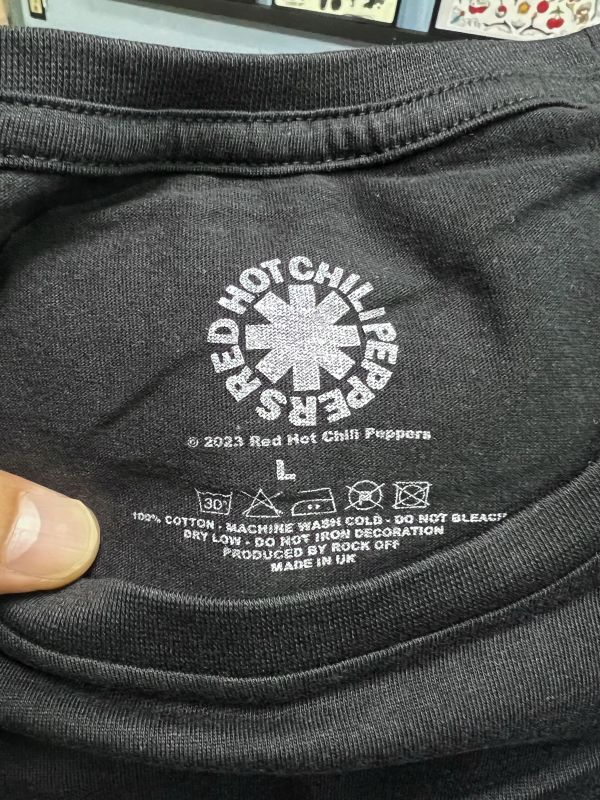 RED HOT CHILI PEPPERS
© 2023 Red Hot Chili Peppers
L
30°
100% COTTON - MACHINE WASH COLD - DO NOT BLEACH
DRY LOW - DO NOT IRON DECORATION
PRODUCED BY ROCK OFF
MADE IN UK